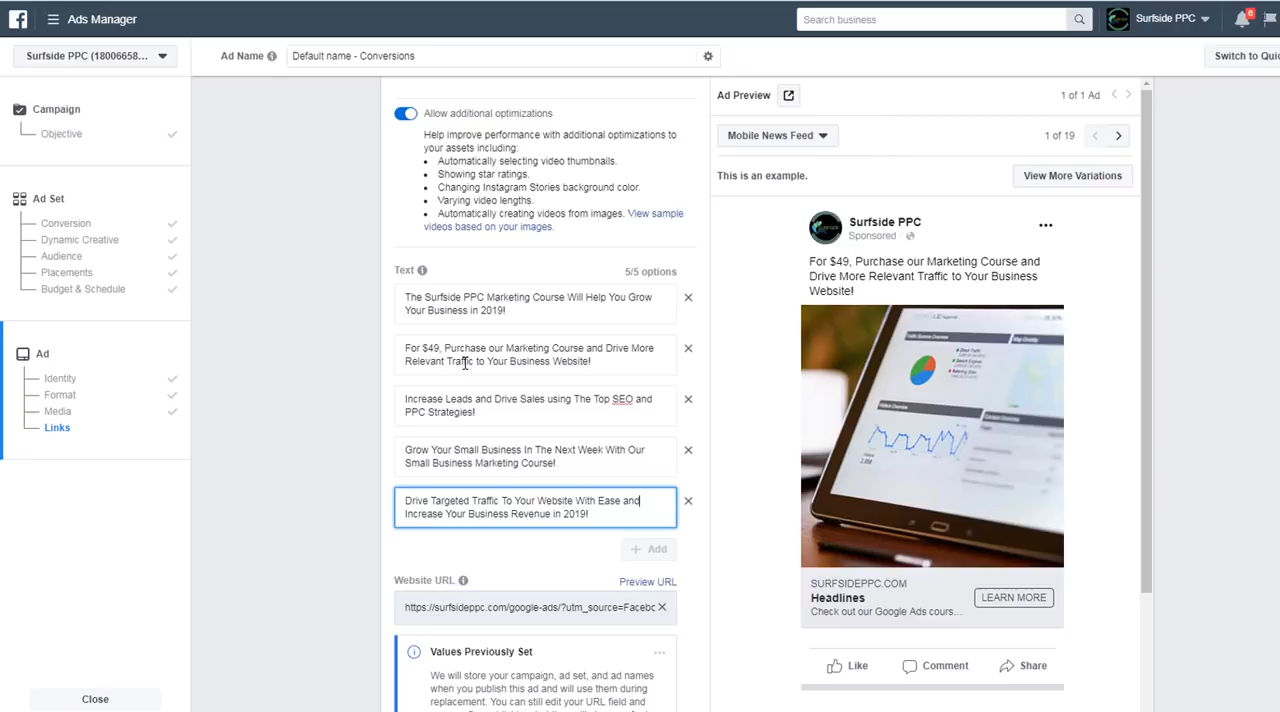 Ads Manager
Search business
Surfside PPC
6
Surfside PPC (18006658...
Ad Name
Default name - Conversions
Switch to Quic
Campaign
Objective
Ad Set
Conversion
Dynamic Creative
Audience
Placements
Budget & Schedule
Ad
Identity
Format
Media
Links
Close
Allow additional optimizations
Help improve performance with additional optimizations to
your assets including:
• Automatically selecting video thumbnails.
• Showing star ratings.
• Changing Instagram Stories background color.
• Varying video lengths.
• Automatically creating videos from images. View sample
videos based on your images.
Text
5/5 options
The Surfside PPC Marketing Course Will Help You Grow
Your Business in 2019!
For $49, Purchase our Marketing Course and Drive More
Relevant Traffic to Your Business Website!
Increase Leads and Drive Sales using The Top SEO and
PPC Strategies!
Grow Your Small Business In The Next Week With Our
Small Business Marketing Course!
Drive Targeted Traffic To Your Website With Ease and
Increase Your Business Revenue in 2019!
+ Add
Website URL
Preview URL
https://surfsideppc.com/google-ads/?utm_source=Facebc
Values Previously Set
We will store your campaign, ad set, and ad names
when you publish this ad and will use them during
replacement. You can still edit your URL field and
Ad Preview
1 of 1 Ad
Mobile News Feed
1 of 19
This is an example.
View More Variations
Surfside PPC
Sponsored
For $49, Purchase our Marketing Course and
Drive More Relevant Traffic to Your Business
Website!
SURFSIDEPPC.COM
Headlines
Check out our Google Ads cours...
LEARN MORE
Like
Comment
Share